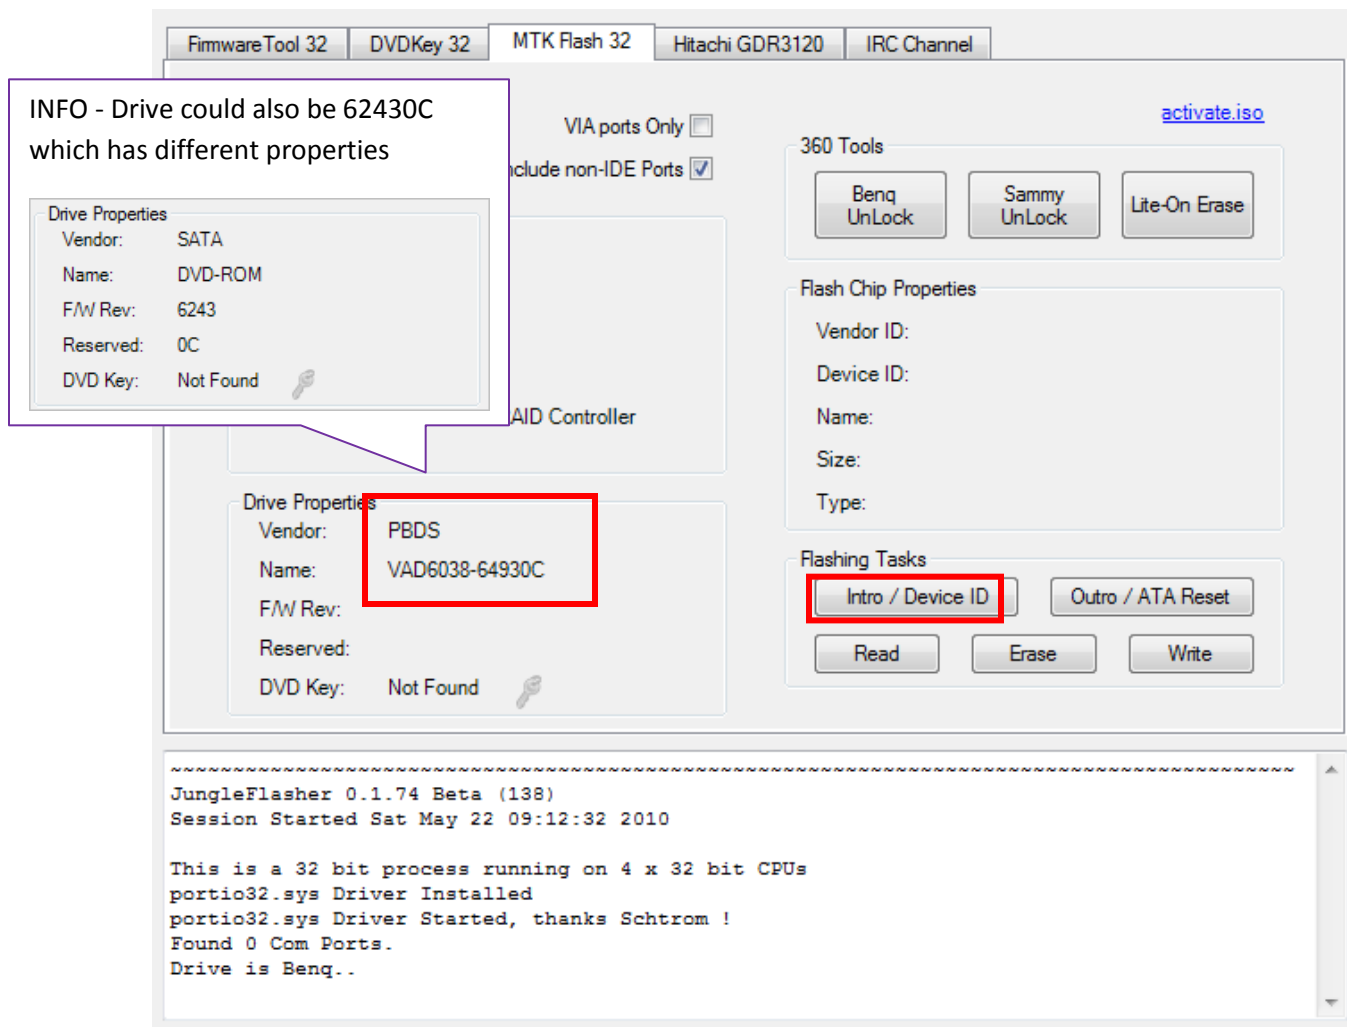 FirmwareTool 32 DVDKey 32 MTK Flash 32 Hitachi GDR3120 IRC Channel
INFO - Drive could also be 62430C
which has different properties
Drive Properties
Vendor: SATA
Name: DVD-ROM
F/W Rev: 6243
Reserved: 0C
DVD Key: Not Found
VIA ports Only
nclude non-IDE Ports
AID Controller
Drive Properties
Vendor: PBDS
Name: VAD6038-64930C
F/W Rev:
Reserved:
DVD Key: Not Found
activate.iso
360 Tools
Benq
UnLock
Sammy
UnLock
Lite-On Erase
Flash Chip Properties
Vendor ID:
Device ID:
Name:
Size:
Type:
Flashing Tasks
Intro / Device ID Outro / ATA Reset
Read Erase Write
~~~~~~~~~~~~~~~~~~~~~~~~~~~~~~~~~~~~~~~~~~~~~~~~~~~~~~~~~~~~~~~~~~~~~~~~~~~~~~~~~~~~~~~~~~
JungleFlasher 0.1.74 Beta (138)
Session Started Sat May 22 09:12:32 2010
This is a 32 bit process running on 4 x 32 bit CPUs
portio32.sys Driver Installed
portio32.sys Driver Started, thanks Schtrom !
Found 0 Com Ports.
Drive is Benq..